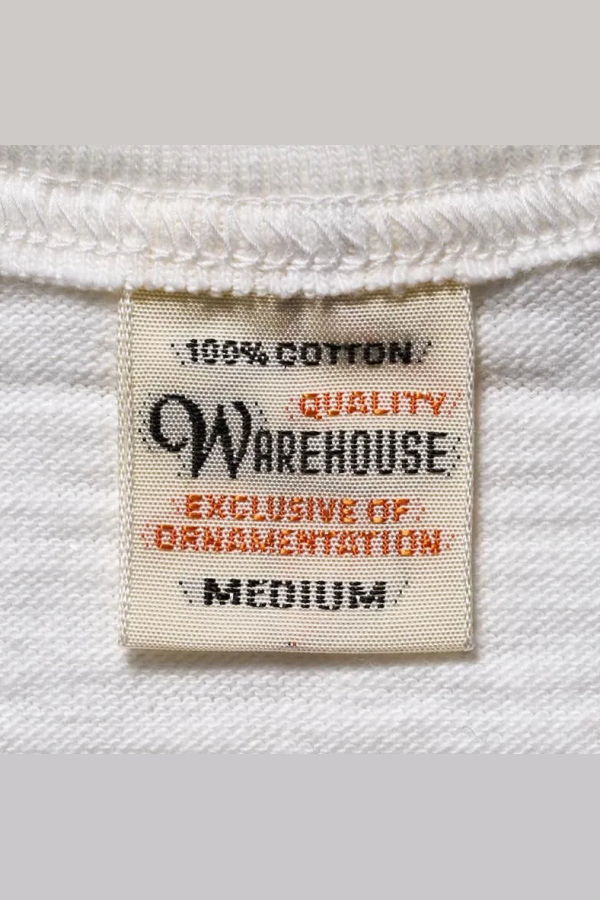 100% COTTON
QUALITY
WAREHOUSE
EXCLUSIVE OF
ORNAMENTATION
MEDIUM